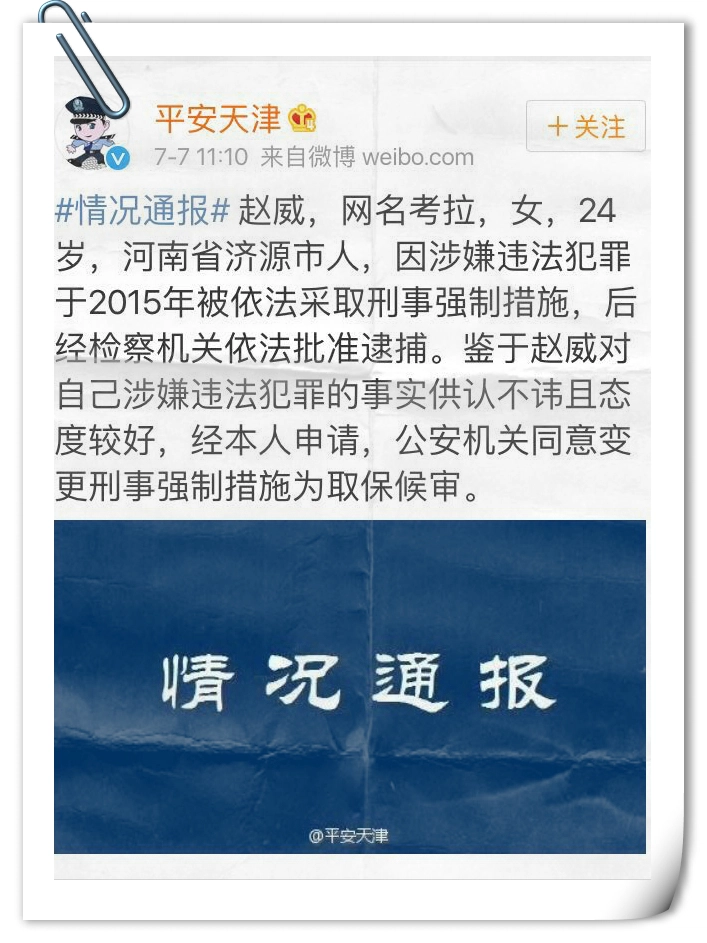 平安天津
+关注
7-7 11:10 来自微博 weibo.com
#情况通报# 赵威，网名考拉，女，24
岁，河南省济源市人，因涉嫌违法犯罪
于2015年被依法采取刑事强制措施，后
经检察机关依法批准逮捕。鉴于赵威对
自己涉嫌违法犯罪的事实供认不讳且态
度较好，经本人申请，公安机关同意变
更刑事强制措施为取保候审。
情况通报
@平安天津